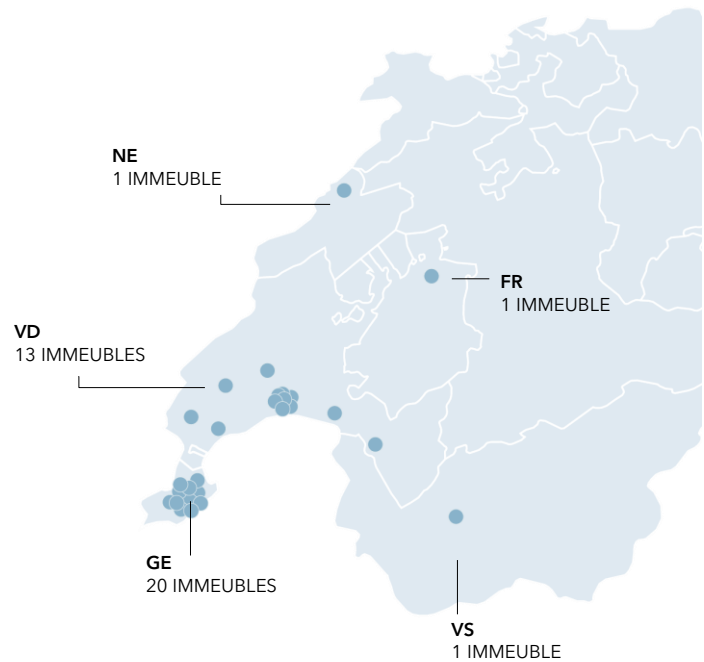 NE
1 IMMEUBLE
FR
1 IMMEUBLE
VD
13 IMMEUBLES
GE
20 IMMEUBLES
VS
1 IMMEUBLE